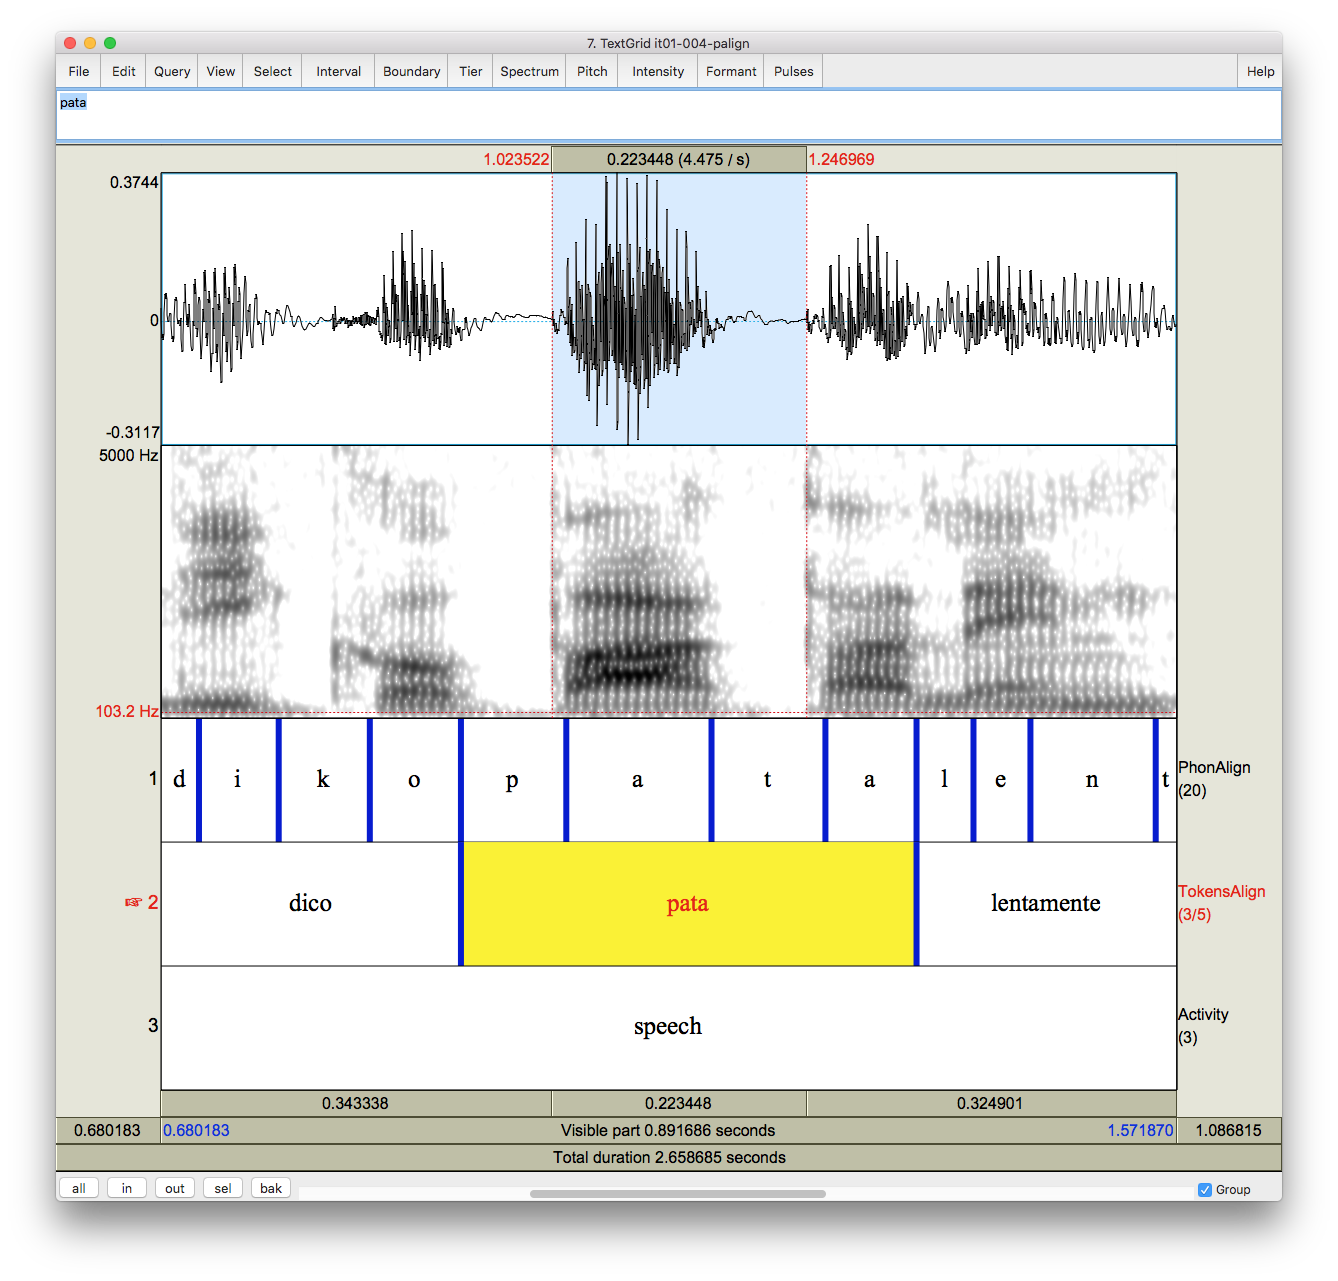 7. TextGrid it01-004-palign
File Edit Query View Select Interval Boundary Tier Spectrum Pitch Intensity Formant Pulses Help
pata
1.023522 0.223448 (4.475 / s) 1.246969
0.3744
0
-0.3117
5000 Hz
103.2 Hz
1 d i k o p a t a l e n t PhonAlign
(20)
☞ 2 dico pata lentamente TokensAlign
(3/5)
3 speech Activity
(3)
0.343338 0.223448 0.324901
0.680183 0.680183 Visible part 0.891686 seconds 1.571870 1.086815
Total duration 2.658685 seconds
all in out sel bak Group